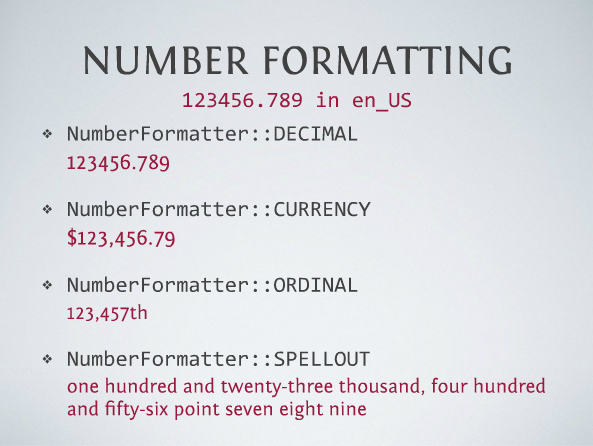 NUMBER FORMATTING
123456.789 in en_US
❖ NumberFormatter::DECIMAL
123456.789
❖ NumberFormatter::CURRENCY
$123,456.79
❖ NumberFormatter::ORDINAL
123,457th
❖ NumberFormatter::SPELLOUT
one hundred and twenty-three thousand, four hundred
and fifty-six point seven eight nine